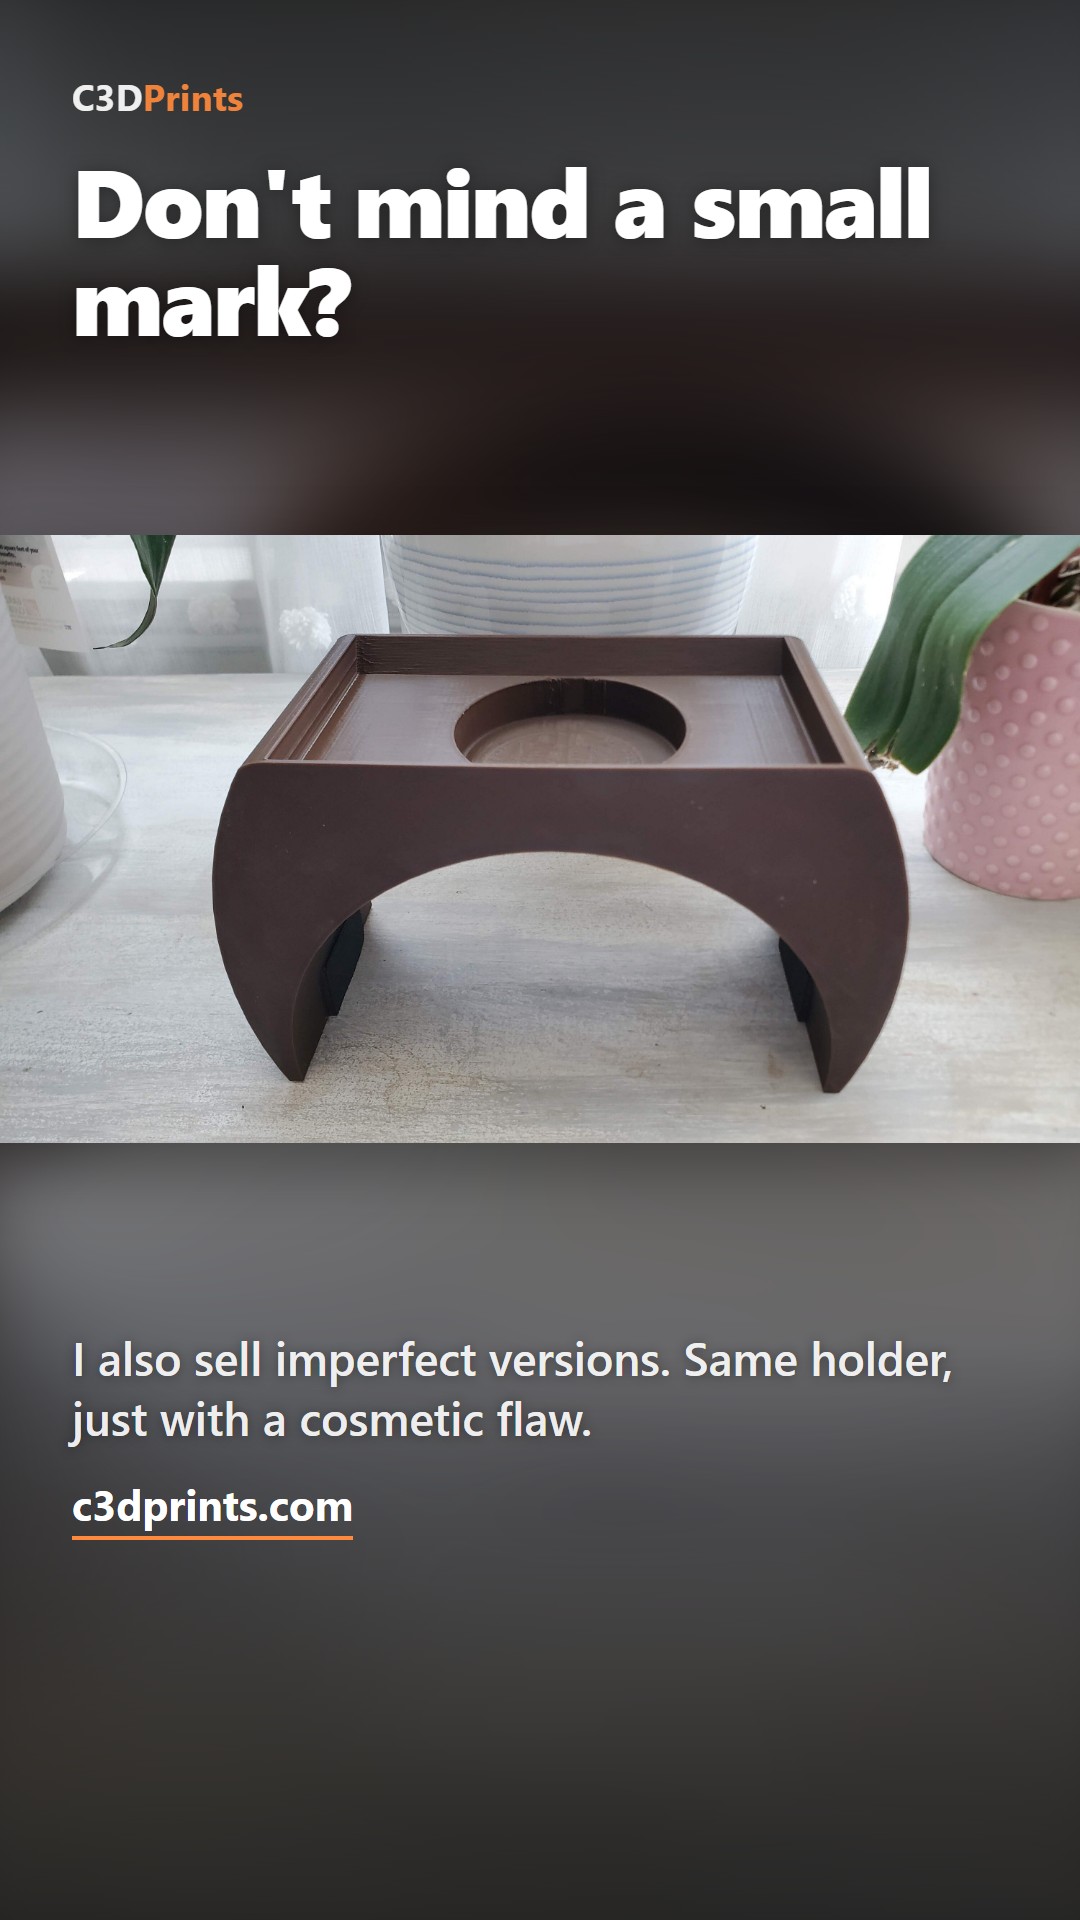 C3DPrints
Don't mind a small
mark?
I also sell imperfect versions. Same holder,
just with a cosmetic flaw.
c3dprints.com